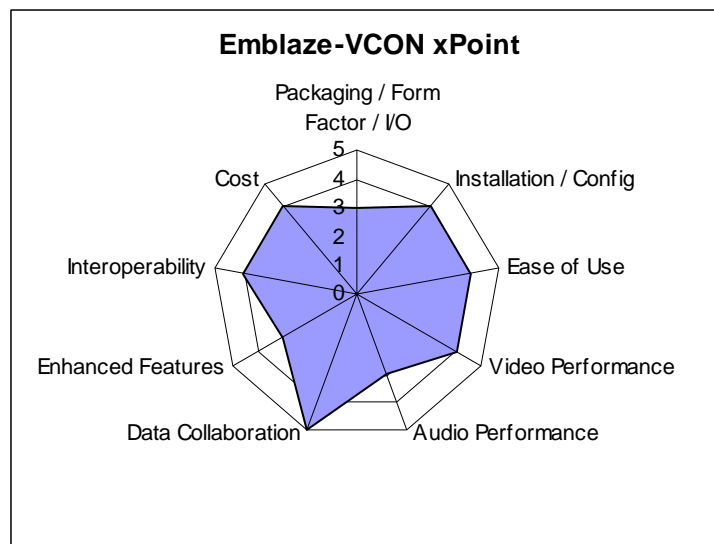 Emblaze-VCON xPoint
Packaging / Form
Factor / I/O
5
4
3
2
1
0
Cost
Installation / Config
Interoperability
Ease of Use
Enhanced Features
Video Performance
Data Collaboration
Audio Performance